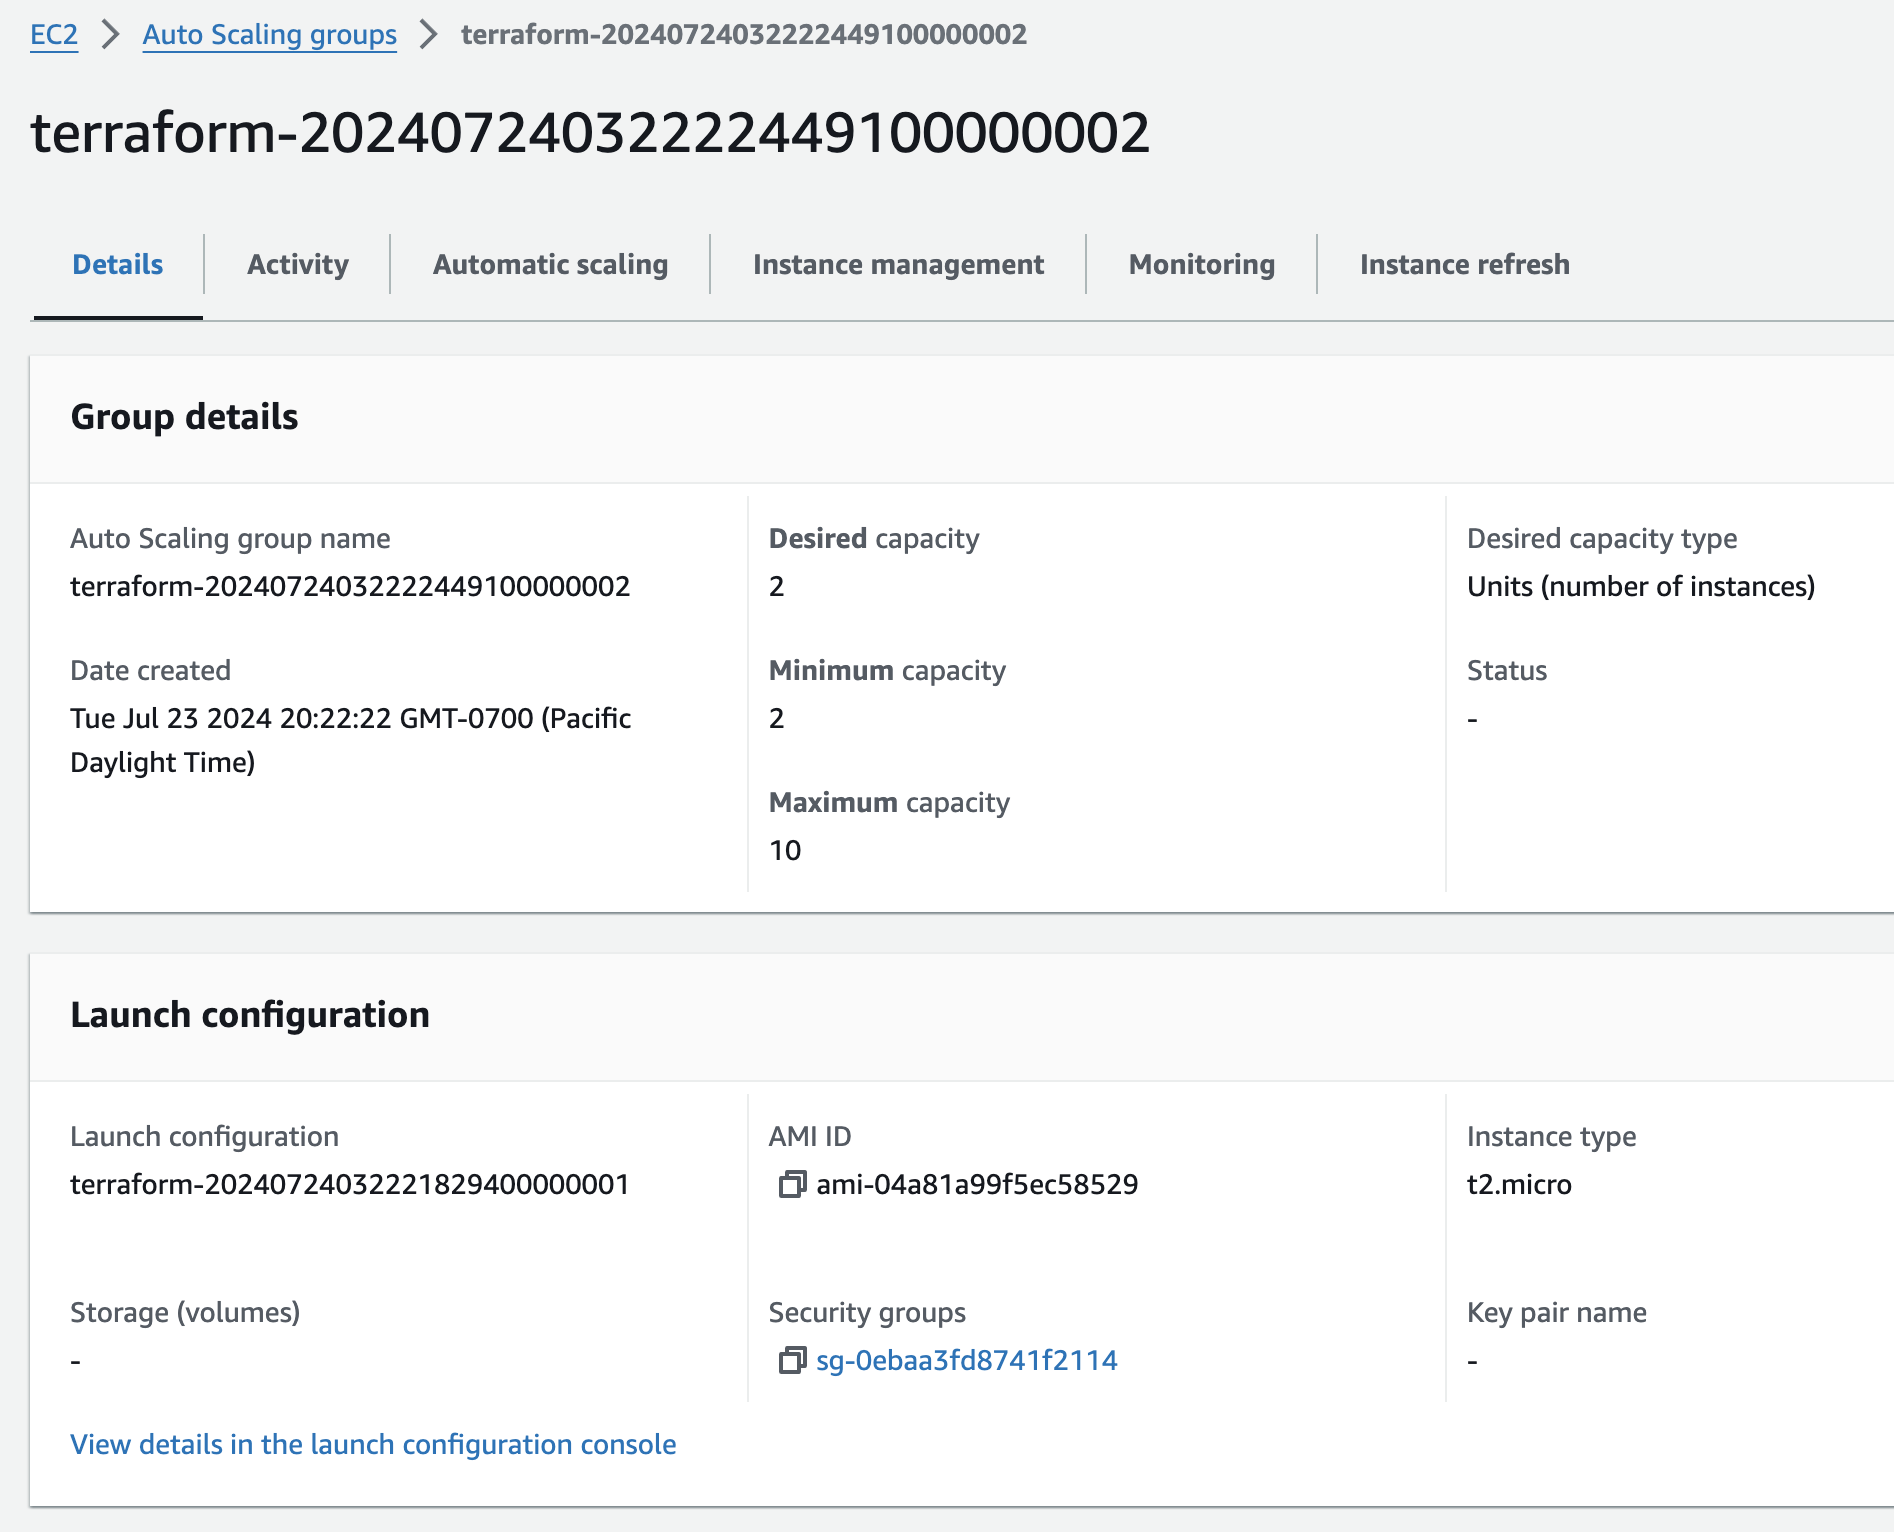 EC2 > Auto Scaling groups > terraform-20240724032222449100000002
terraform-20240724032222449100000002
Details Activity Automatic scaling Instance management Monitoring Instance refresh
Group details
Auto Scaling group name
terraform-20240724032222449100000002
Date created
Tue Jul 23 2024 20:22:22 GMT-0700 (Pacific
Daylight Time)
Desired capacity
2
Minimum capacity
2
Maximum capacity
10
Desired capacity type
Units (number of instances)
Status
-
Launch configuration
Launch configuration
terraform-20240724032221829400000001
AMI ID
ami-04a81a99f5ec58529
Instance type
t2.micro
Storage (volumes)
-
Security groups
sg-0ebaa3fd8741f2114
Key pair name
-
View details in the launch configuration console